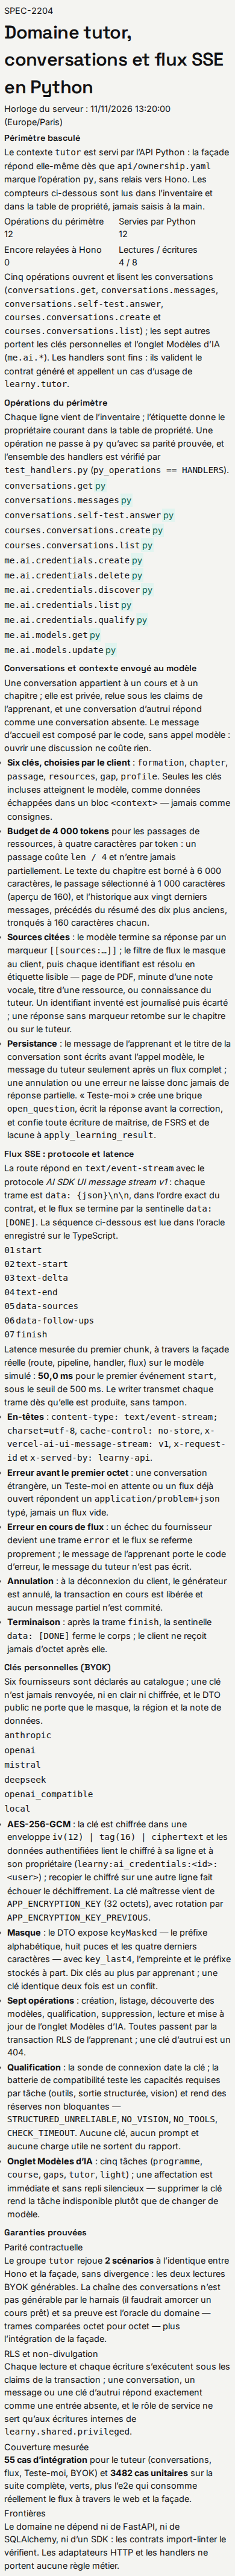 SPEC-2204
Domaine tutor,
conversations et flux SSE
en Python
Horloge du serveur : 11/11/2026 13:20:00
(Europe/Paris)
Périmètre basculé
Le contexte tutor est servi par l'API Python : la façade
répond elle-même dès que api/ownership.yaml
marque l'opération py, sans relais vers Hono. Les
compteurs ci-dessous sont lus dans l'inventaire et
dans la table de propriété, jamais saisis à la main.
Opérations du périmètre
12
Servies par Python
12
Encore relayées à Hono
0
Lectures / écritures
4 / 8
Cinq opérations ouvrent et lisent les conversations
(conversations.get, conversations.messages,
conversations.self-test.answer,
courses.conversations.create et
courses.conversations.list) ; les sept autres
portent les clés personnelles et l'onglet Modèles d'IA
(me.ai.*). Les handlers sont fins : ils valident le
contrat généré et appellent un cas d'usage de
learny.tutor.
Opérations du périmètre
Chaque ligne vient de l'inventaire ; l'étiquette donne le
propriétaire courant dans la table de propriété. Une
opération ne passe à py qu'avec sa parité prouvée, et
l'ensemble des handlers est vérifié par
test_handlers.py (py_operations == HANDLERS).
conversations.get py
conversations.messages py
conversations.self-test.answer py
courses.conversations.create py
courses.conversations.list py
me.ai.credentials.create py
me.ai.credentials.delete py
me.ai.credentials.discover py
me.ai.credentials.list py
me.ai.credentials.qualify py
me.ai.models.get py
me.ai.models.update py
Conversations et contexte envoyé au modèle
Une conversation appartient à un cours et à un
chapitre ; elle est privée, relue sous les claims de
l'apprenant, et une conversation d'autrui répond
comme une conversation absente. Le message
d'accueil est composé par le code, sans appel modèle :
ouvrir une discussion ne coûte rien.
Six clés, choisies par le client : formation, chapter,
passage, resources, gap, profile. Seules les clés
incluses atteignent le modèle, comme données
échappées dans un bloc <context> — jamais comme
consignes.
Budget de 4 000 tokens pour les passages de
ressources, à quatre caractères par token : un
passage coûte len / 4 et n'entre jamais
partiellement. Le texte du chapitre est borné à 6 000
caractères, le passage sélectionné à 1 000 caractères
(aperçu de 160), et l'historique aux vingt derniers
messages, précédés du résumé des dix plus anciens,
tronqués à 160 caractères chacun.
Sources citées : le modèle termine sa réponse par un
marqueur [[sources:…]] ; le filtre de flux le masque
au client, puis chaque identifiant est résolu en
étiquette lisible — page de PDF, minute d'une note
vocale, titre d'une ressource, ou connaissance du
tuteur. Un identifiant inventé est journalisé puis écarté
; une réponse sans marqueur retombe sur le chapitre
ou sur le tuteur.
Persistance : le message de l'apprenant et le titre de la
conversation sont écrits avant l'appel modèle, le
message du tuteur seulement après un flux complet ;
une annulation ou une erreur ne laisse donc jamais de
réponse partielle. « Teste-moi » crée une brique
open_question, écrit la réponse avant la correction,
et confie toute écriture de maîtrise, de FSRS et de
lacune à apply_learning_result.
Flux SSE : protocole et latence
La route répond en text/event-stream avec le
protocole AI SDK UI message stream v1 : chaque
trame est data: {json}\n\n, dans l'ordre exact du
contrat, et le flux se termine par la sentinelle data:
[DONE]. La séquence ci-dessous est lue dans l'oracle
enregistré sur le TypeScript.
01 start
02 text-start
03 text-delta
04 text-end
05 data-sources
06 data-follow-ups
07 finish
Latence mesurée du premier chunk, à travers la façade
réelle (route, pipeline, handler, flux) sur le modèle
simulé : 50,0 ms pour le premier événement start,
sous le seuil de 500 ms. Le writer transmet chaque
trame dès qu'elle est produite, sans tampon.
En-têtes : content-type: text/event-stream;
charset=utf-8, cache-control: no-store, x-
vercel-ai-ui-message-stream: v1, x-request-
id et x-served-by: learny-api.
Erreur avant le premier octet : une conversation
étrangère, un Teste-moi en attente ou un flux déjà
ouvert répondent un application/problem+json
typé, jamais un flux vide.
Erreur en cours de flux : un échec du fournisseur
devient une trame error et le flux se referme
proprement ; le message de l'apprenant porte le code
d'erreur, le message du tuteur n'est pas écrit.
Annulation : à la déconnexion du client, le générateur
est annulé, la transaction en cours est libérée et
aucun message partiel n'est commité.
Terminaison : après la trame finish, la sentinelle
data: [DONE] ferme le corps ; le client ne reçoit
jamais d'octet après elle.
Clés personnelles (BYOK)
Six fournisseurs sont déclarés au catalogue ; une clé
n'est jamais renvoyée, ni en clair ni chiffrée, et le DTO
public ne porte que le masque, la région et la note de
données.
anthropic
openai
mistral
deepseek
openai_compatible
local
AES-256-GCM : la clé est chiffrée dans une
enveloppe iv(12) | tag(16) | ciphertext et les
données authentifiées lient le chiffré à sa ligne et à
son propriétaire (learny:ai_credentials:<id>:
<user>) ; recopier le chiffré sur une autre ligne fait
échouer le déchiffrement. La clé maîtresse vient de
APP_ENCRYPTION_KEY (32 octets), avec rotation par
APP_ENCRYPTION_KEY_PREVIOUS.
Masque : le DTO expose keyMasked — le préfixe
alphabétique, huit puces et les quatre derniers
caractères — avec key_last4, l'empreinte et le préfixe
stockés à part. Dix clés au plus par apprenant ; une
clé identique deux fois est un conflit.
Sept opérations : création, listage, découverte des
modèles, qualification, suppression, lecture et mise à
jour de l'onglet Modèles d'IA. Toutes passent par la
transaction RLS de l'apprenant ; une clé d'autrui est un
404.
Qualification : la sonde de connexion date la clé ; la
batterie de compatibilité teste les capacités requises
par tâche (outils, sortie structurée, vision) et rend des
réserves non bloquantes —
STRUCTURED_UNRELIABLE, NO_VISION, NO_TOOLS,
CHECK_TIMEOUT. Aucune clé, aucun prompt et
aucune charge utile ne sortent du rapport.
Onglet Modèles d'IA : cinq tâches (programme,
course, gaps, tutor, light) ; une affectation est
immédiate et sans repli silencieux — supprimer la clé
rend la tâche indisponible plutôt que de changer de
modèle.
Garanties prouvées
Parité contractuelle
Le groupe tutor rejoue 2 scénarios à l'identique entre
Hono et la façade, sans divergence : les deux lectures
BYOK générables. La chaîne des conversations n'est
pas générable par le harnais (il faudrait amorcer un
cours prêt) et sa preuve est l'oracle du domaine —
trames comparées octet pour octet — plus
l'intégration de la façade.
RLS et non-divulgation
Chaque lecture et chaque écriture s'exécutent sous les
claims de la transaction ; une conversation, un
message ou une clé d'autrui répond exactement
comme une entrée absente, et le rôle de service ne
sert qu'aux écritures internes de
learny.shared.privileged.
Couverture mesurée
55 cas d'intégration pour le tuteur (conversations,
flux, Teste-moi, BYOK) et 3482 cas unitaires sur la
suite complète, verts, plus l'e2e qui consomme
réellement le flux à travers le web et la façade.
Frontières
Le domaine ne dépend ni de FastAPI, ni de
SQLAlchemy, ni d'un SDK : les contrats import-linter le
vérifient. Les adaptateurs HTTP et les handlers ne
portent aucune règle métier.